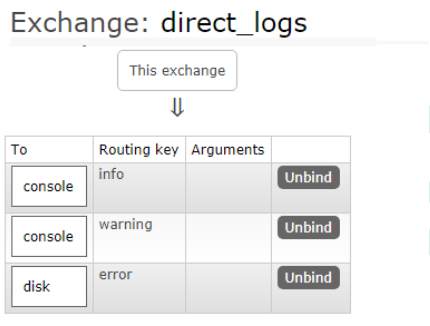 Exchange: direct_logs
This exchange
⇓
To Routing key Arguments
console info Unbind
console warning Unbind
disk error Unbind